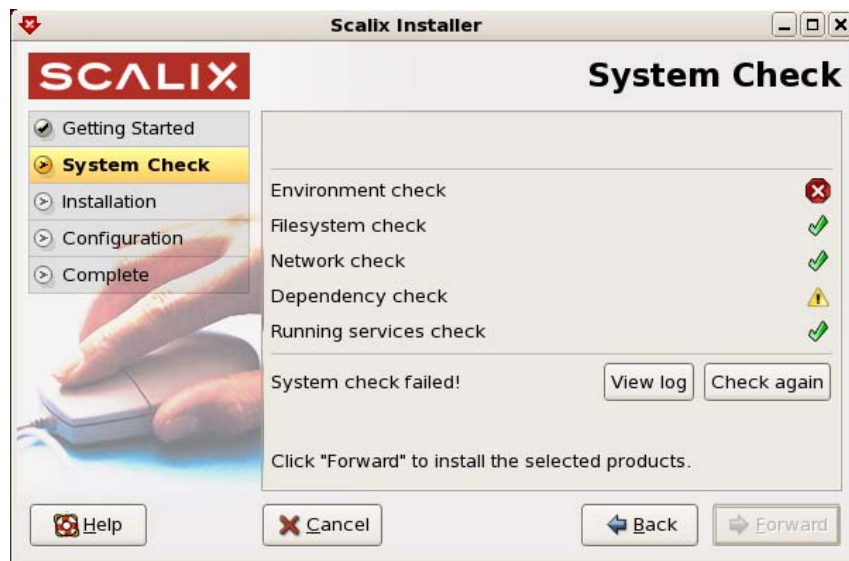 Scalix Installer
SCALIX
System Check
Getting Started
System Check
Installation
Configuration
Complete
Environment check
Filesystem check
Network check
Dependency check
Running services check
System check failed!
View log
Check again
Click "Forward" to install the selected products.
Help
Cancel
Back
Forward